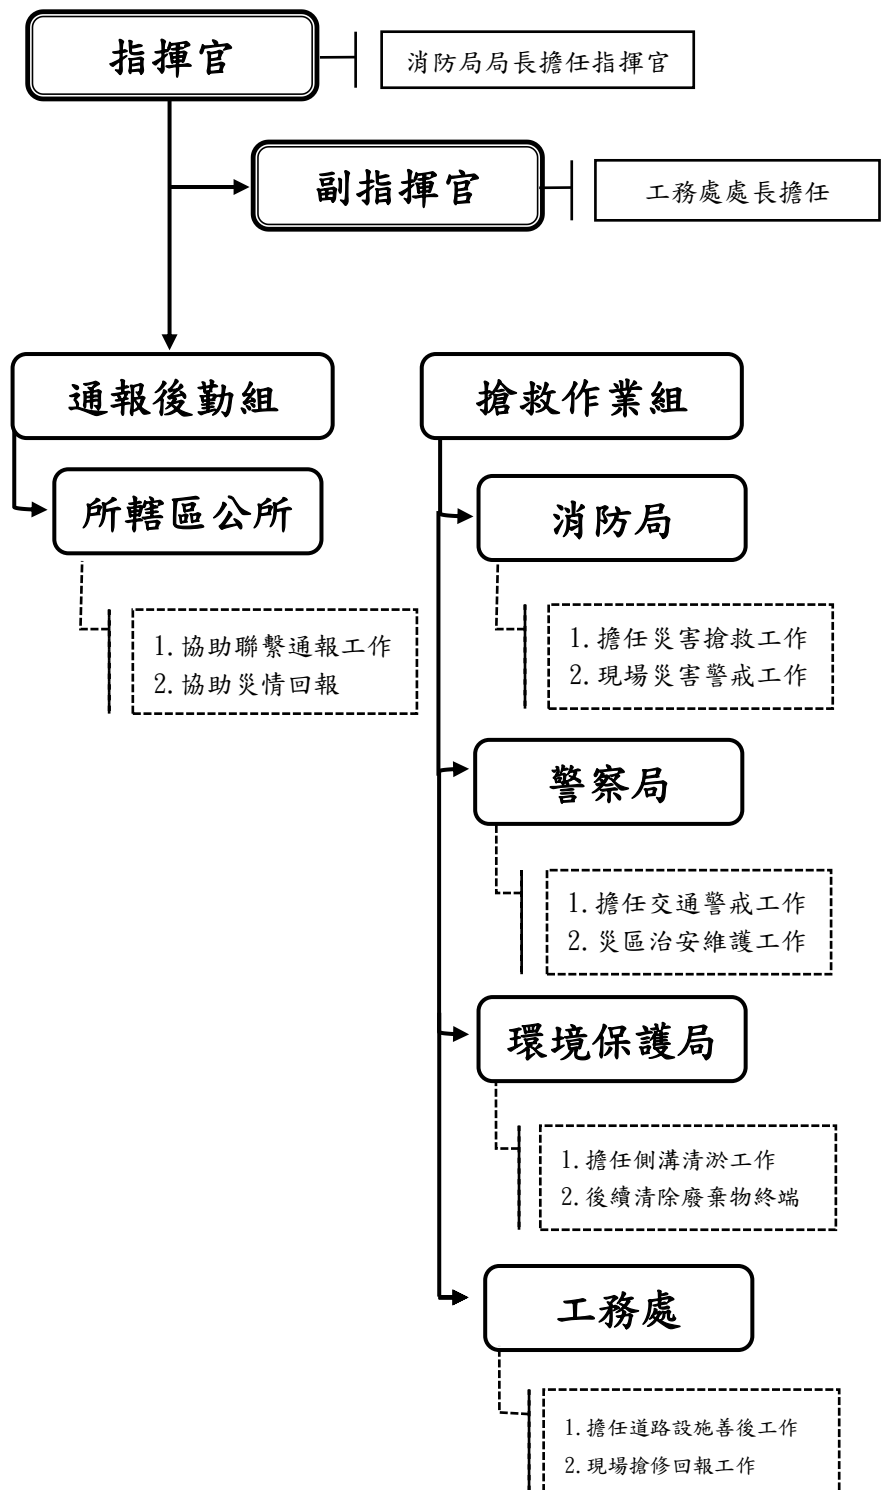 指揮官
消防局局長擔任指揮官
副指揮官
工務處處長擔任
通報後勤組
所轄區公所
1.協助聯繫通報工作
2.協助災情回報
搶救作業組
消防局
1.擔任災害搶救工作
2.現場災害警戒工作
警察局
1.擔任交通警戒工作
2.災區治安維護工作
環境保護局
1.擔任側溝清淤工作
2.後續清除廢棄物終端
工務處
1.擔任道路設施善後工作
2.現場搶修回報工作